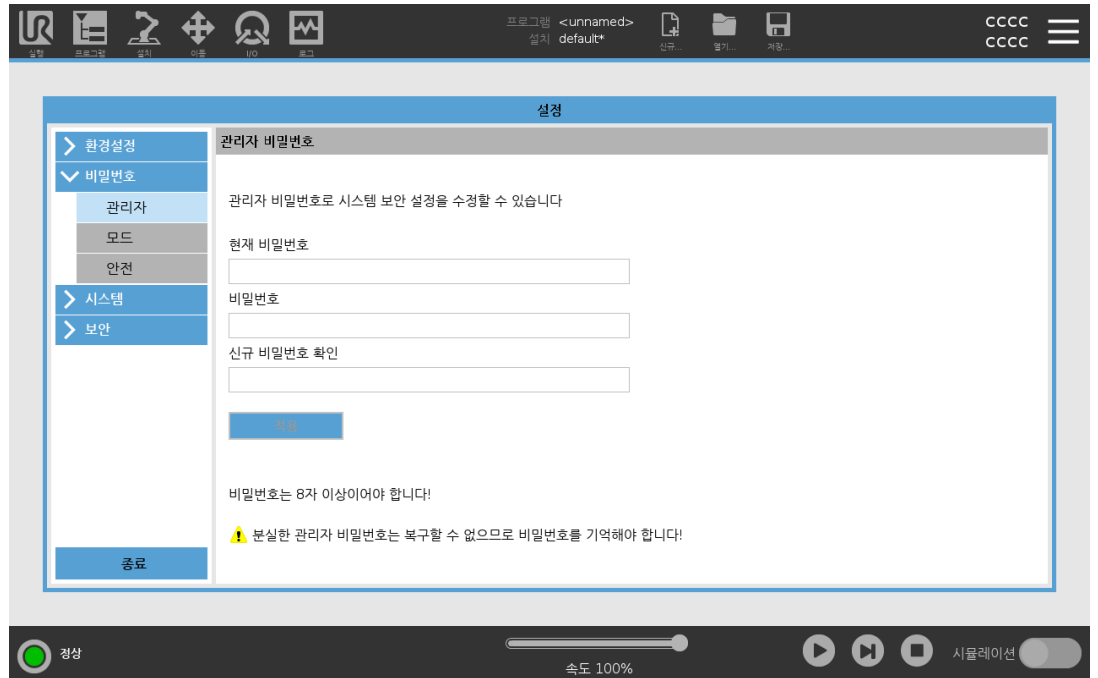 프로그램 <unnamed>
설치 default*
cccc
cccc
실행 프로그램 설치 이동 I/O 로그
신규... 열기... 저장...
설정
환경설정
비밀번호
관리자
모드
안전
시스템
보안
종료
관리자 비밀번호
관리자 비밀번호로 시스템 보안 설정을 수정할 수 있습니다
현재 비밀번호
비밀번호
신규 비밀번호 확인
적용
비밀번호는 8자 이상이어야 합니다!
분실한 관리자 비밀번호는 복구할 수 없으므로 비밀번호를 기억해야 합니다!
정상
속도 100%
시뮬레이션